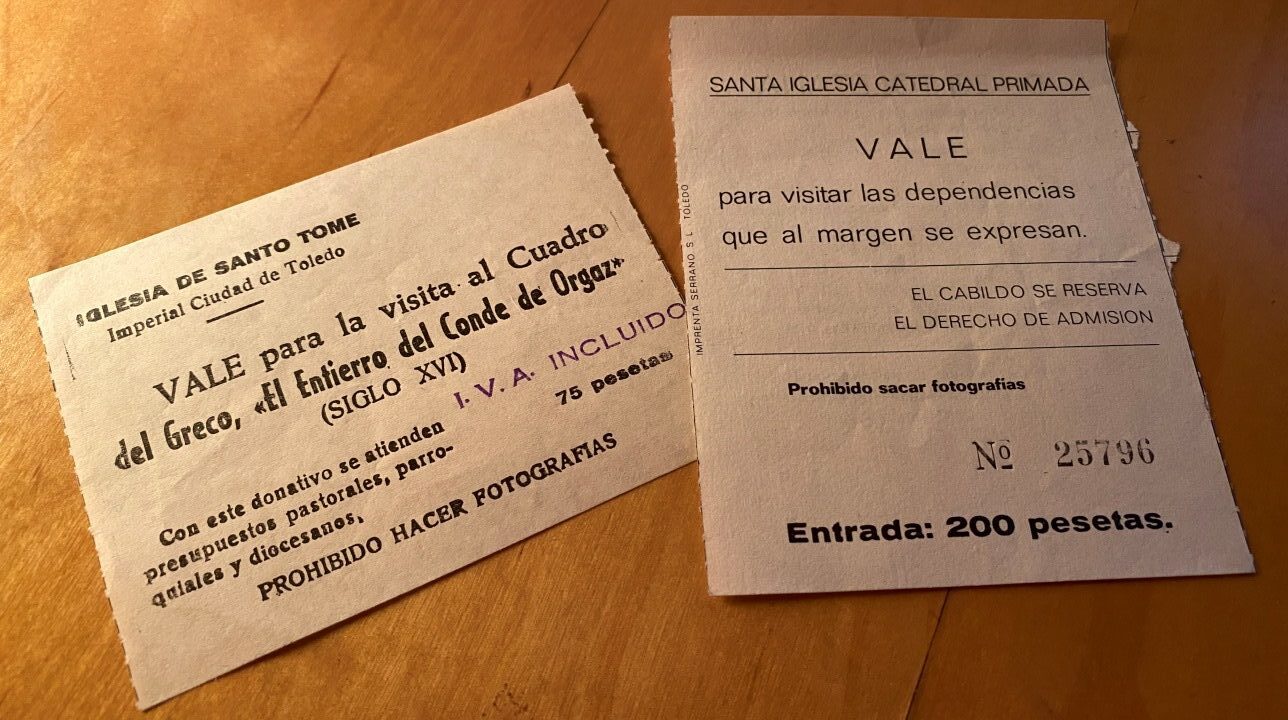 IGLESIA DE SANTO TOME
Imperial Ciudad de Toledo
VALE para la visita al Cuadro
del Greco, «El Entierro del Conde de Orgaz»
(SIGLO XVI)
I.V.A. INCLUIDO
75 pesetas
Con este donativo se atienden
presupuestos pastorales, parro-
quiales y diocesanos,
PROHIBIDO HACER FOTOGRAFIAS
SANTA IGLESIA CATEDRAL PRIMADA
VALE
para visitar las dependencias
que al margen se expresan.
EL CABILDO SE RESERVA
EL DERECHO DE ADMISION
Prohibido sacar fotografias
Nº 25796
Entrada: 200 pesetas.
IMPRENTA SERRANO S L TOLEDO